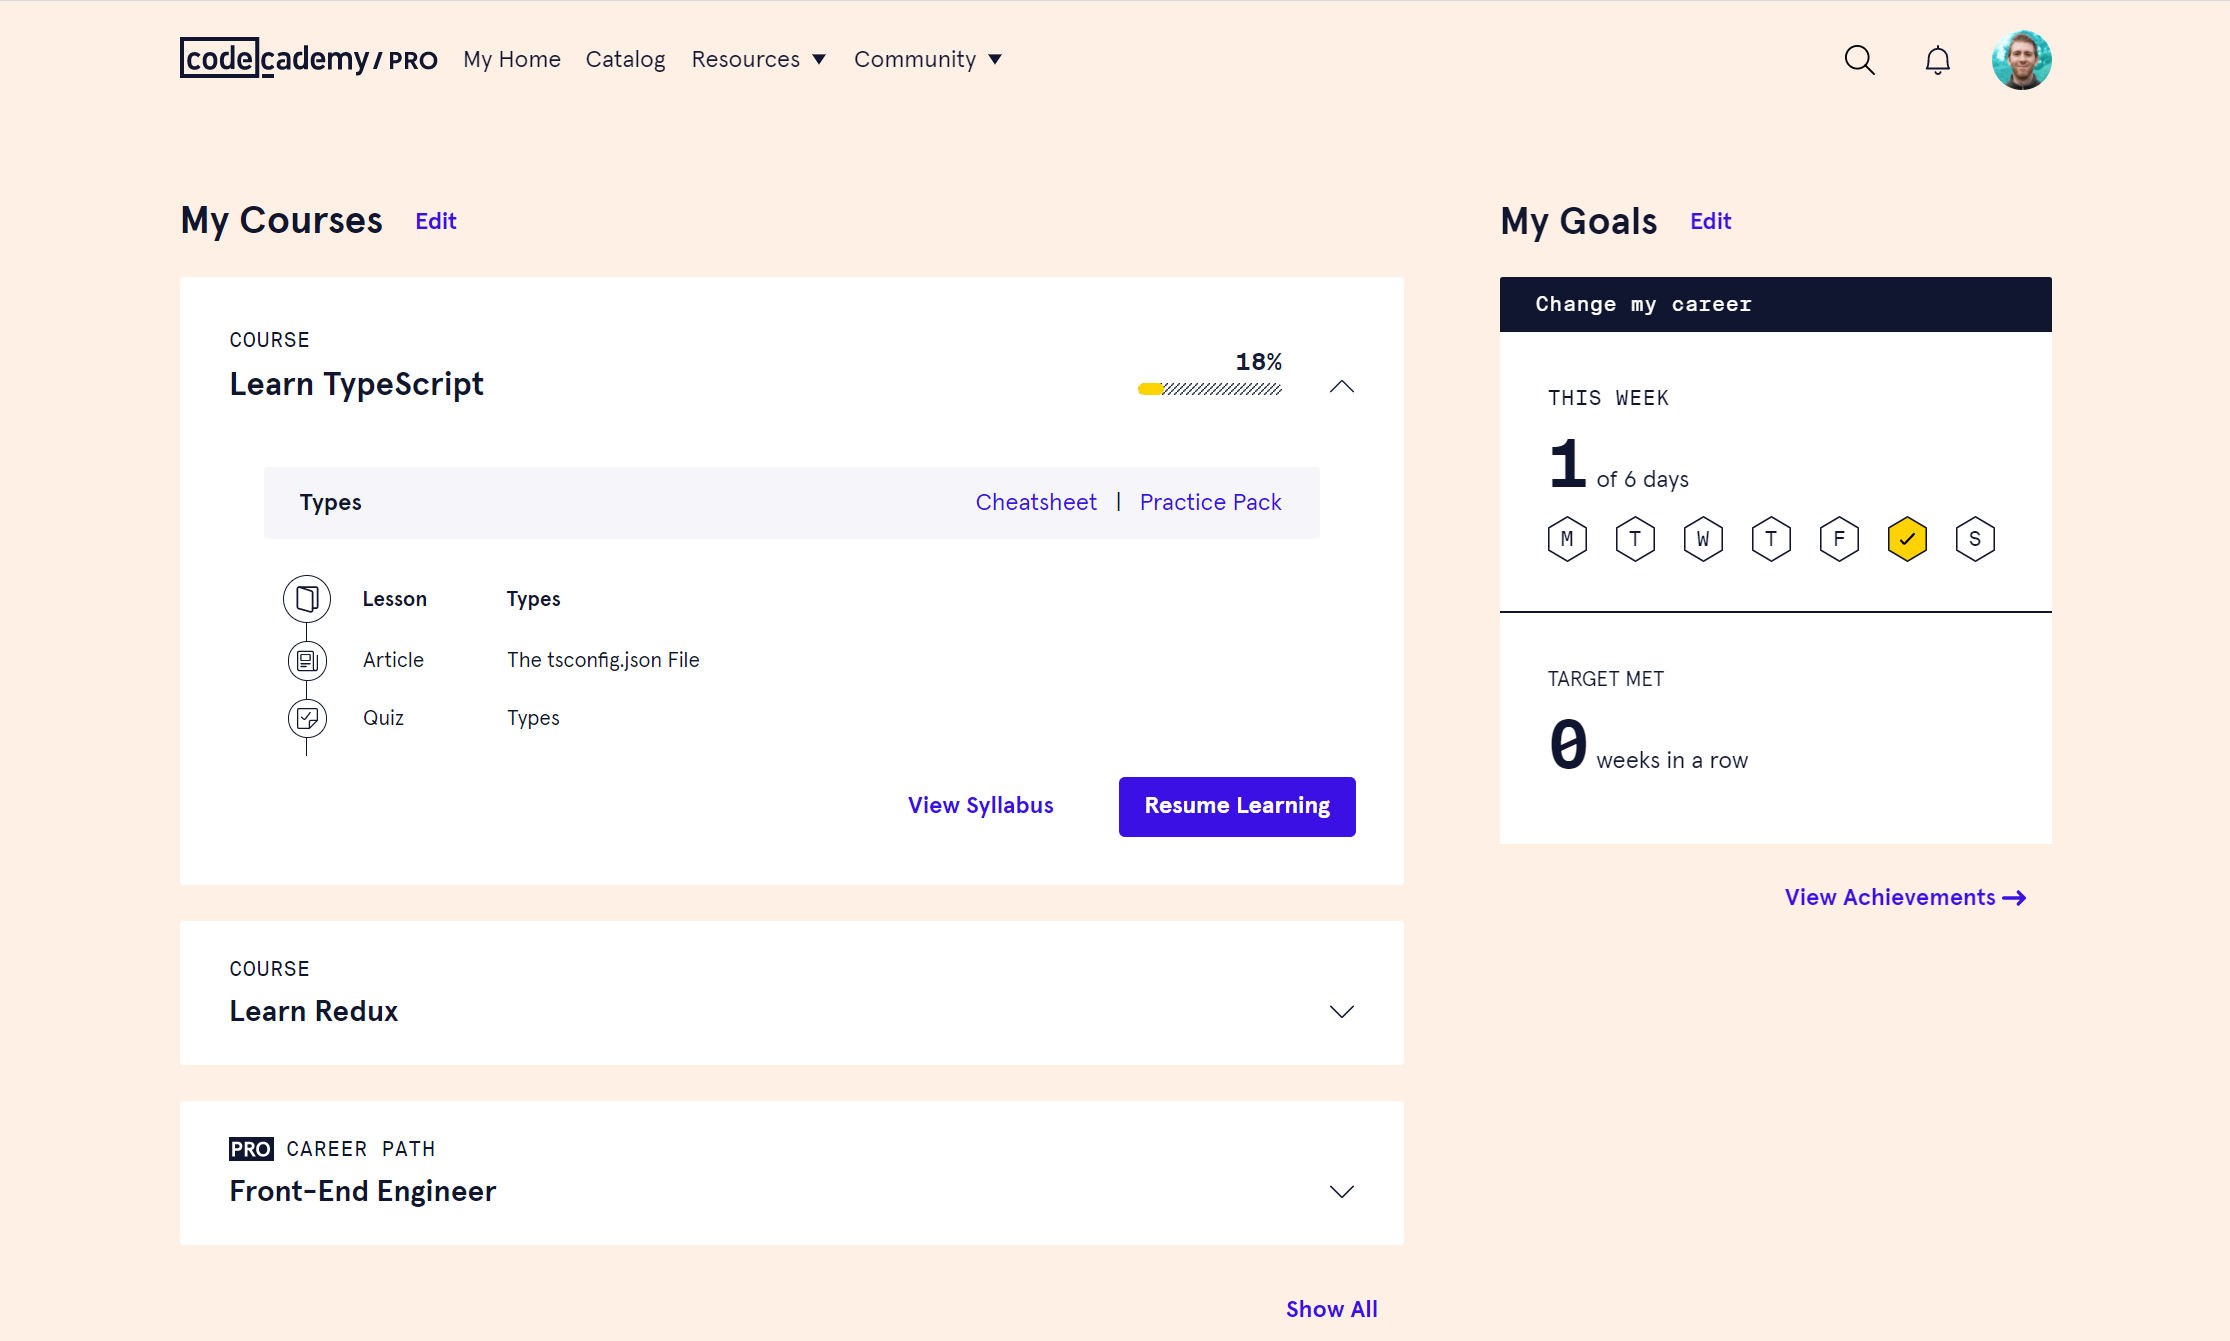 codecademy/PRO My Home Catalog Resources Community
My Courses Edit
COURSE
Learn TypeScript
18%
Types Cheatsheet | Practice Pack
Lesson Types
Article The tsconfig.json File
Quiz Types
View Syllabus Resume Learning
COURSE
Learn Redux
PRO CAREER PATH
Front-End Engineer
Show All
My Goals Edit
Change my career
THIS WEEK
1 of 6 days
M T W T F S
TARGET MET
0 weeks in a row
View Achievements